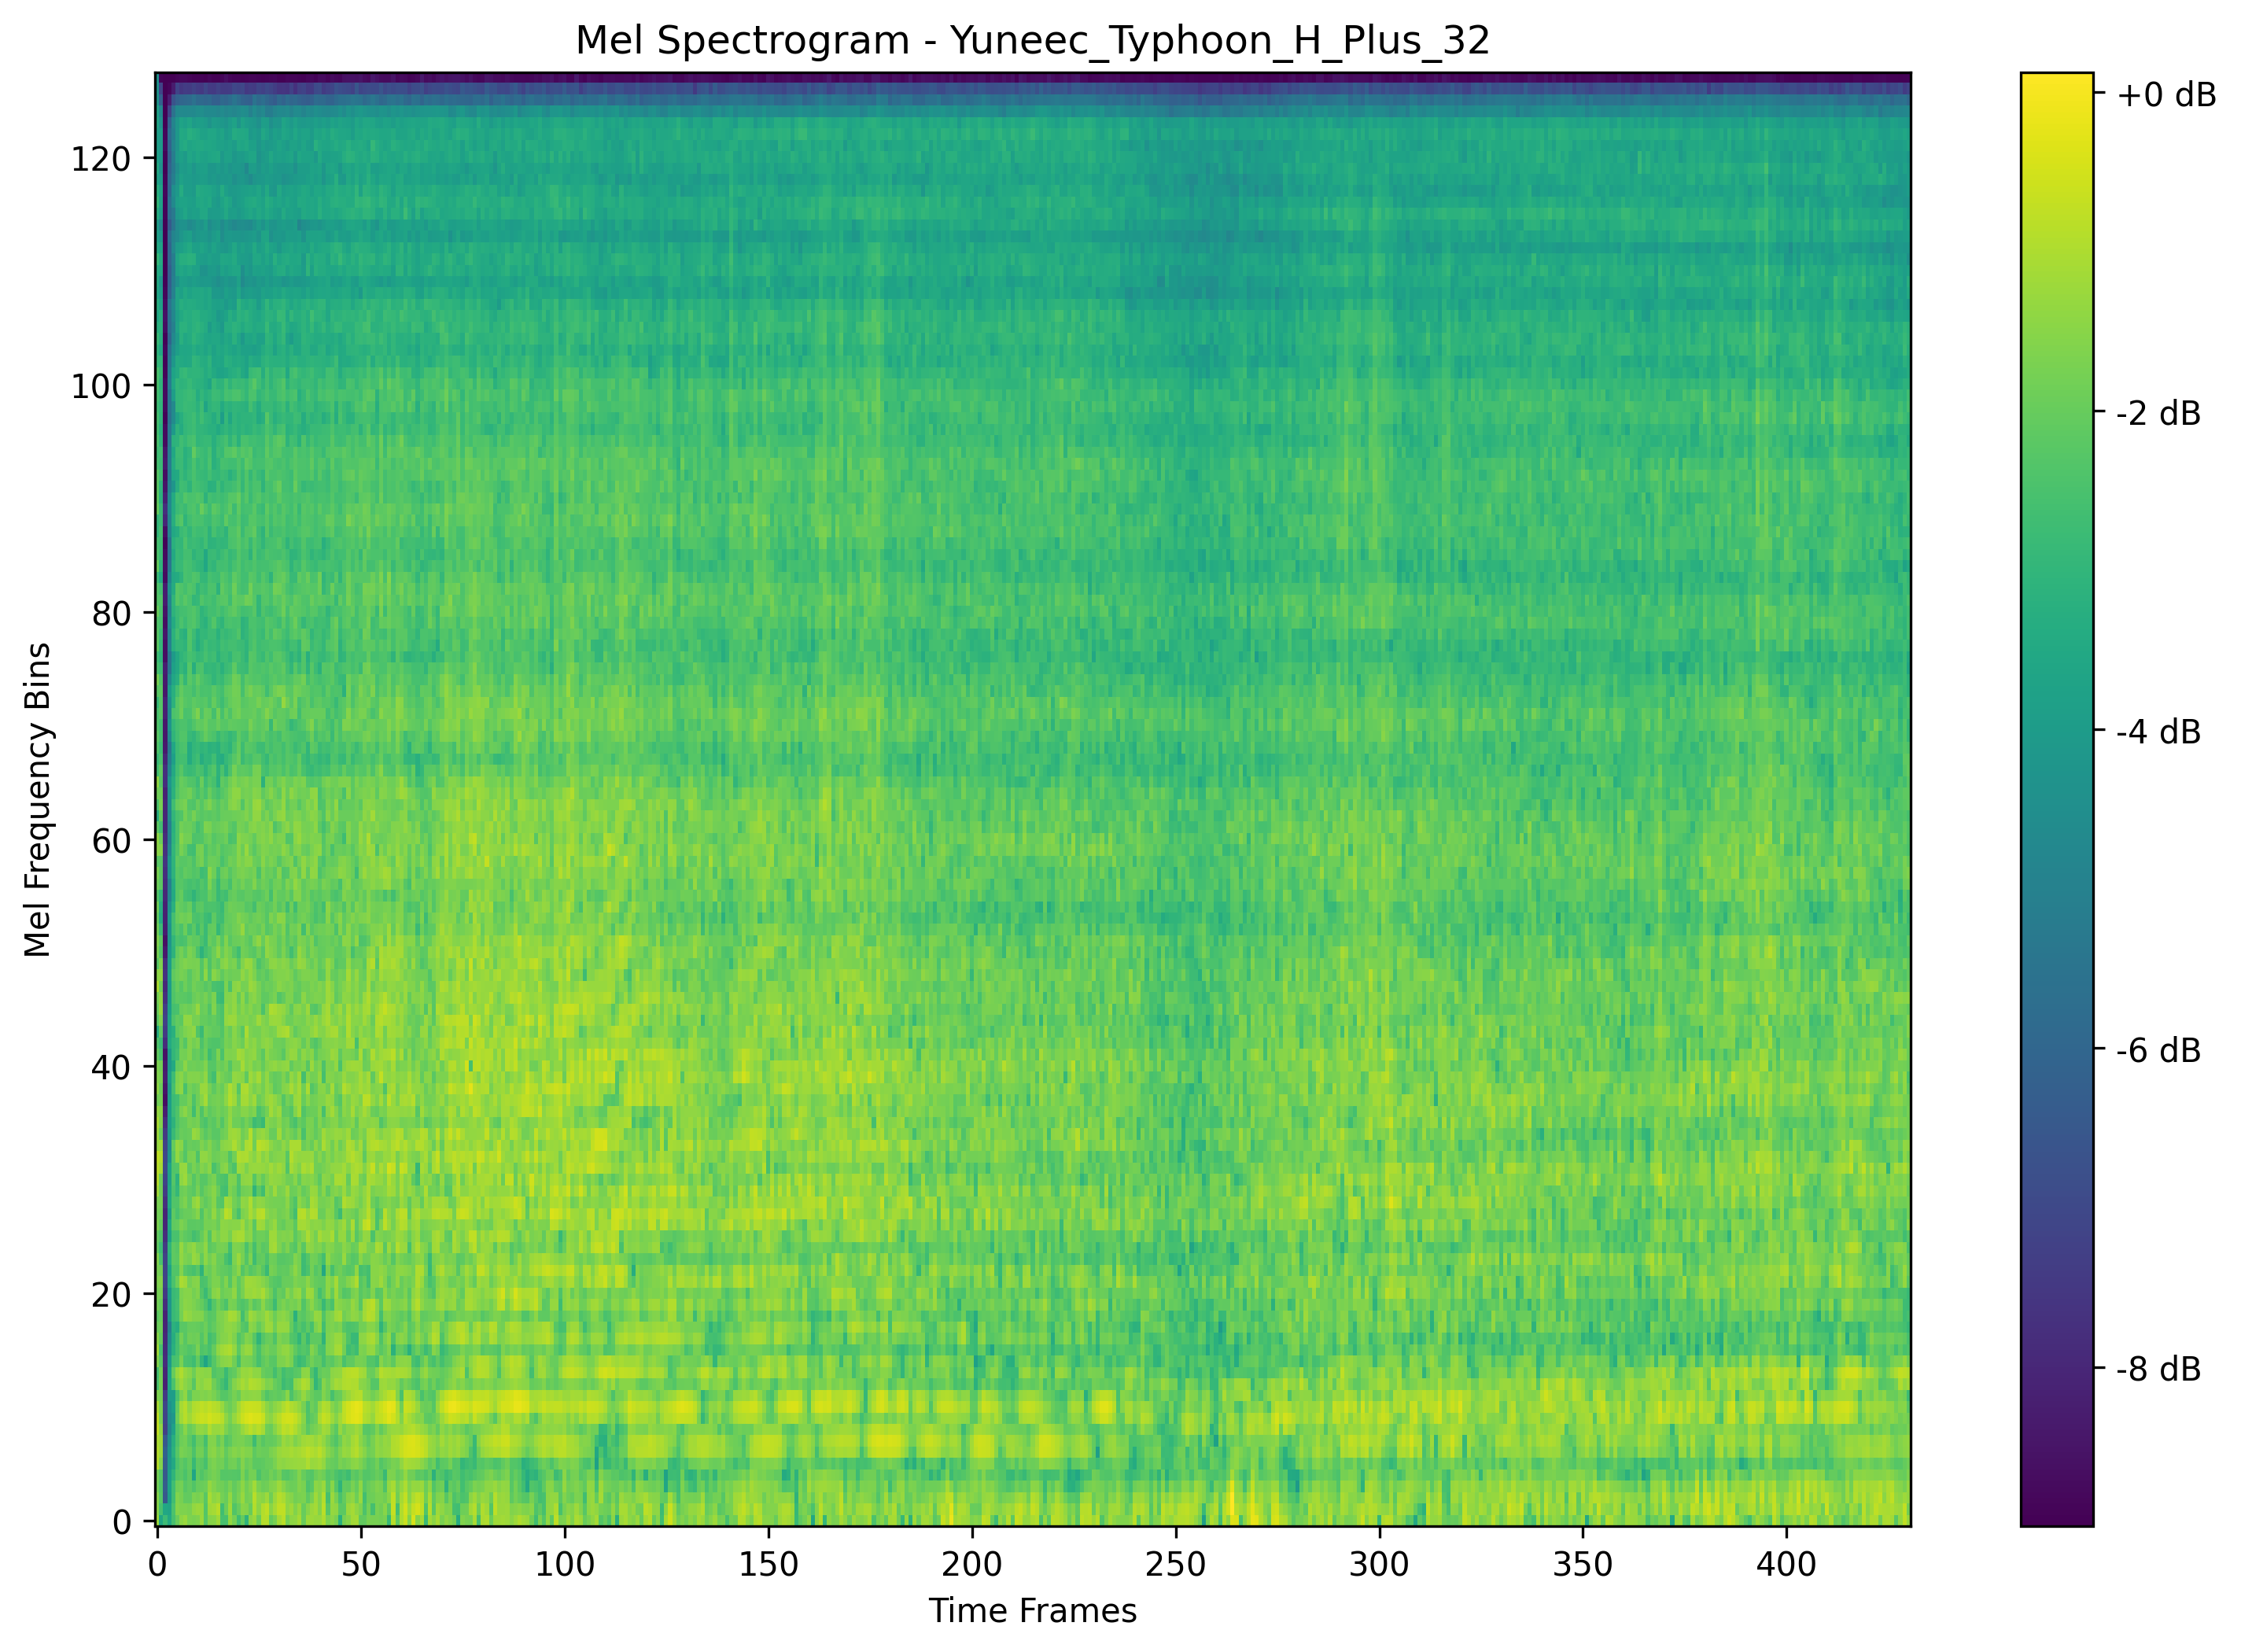 Mel Spectrogram - Yuneec_Typhoon_H_Plus_32
Mel Frequency Bins
120
100
80
60
40
20
0
0 50 100 150 200 250 300 350 400
Time Frames
+0 dB
-2 dB
-4 dB
-6 dB
-8 dB